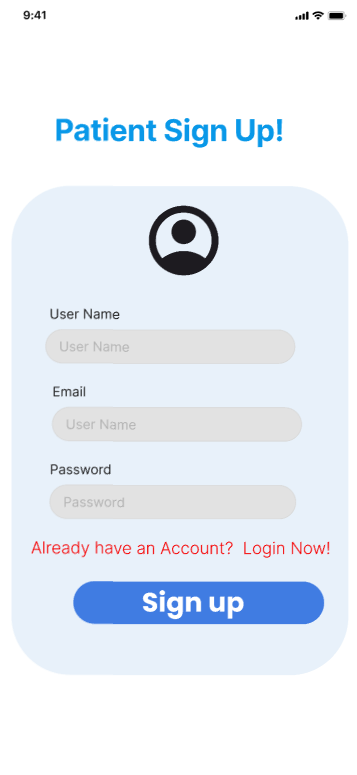 9:41
Patient Sign Up!
User Name
User Name
Email
User Name
Password
Password
Already have an Account?  Login Now!
Sign up